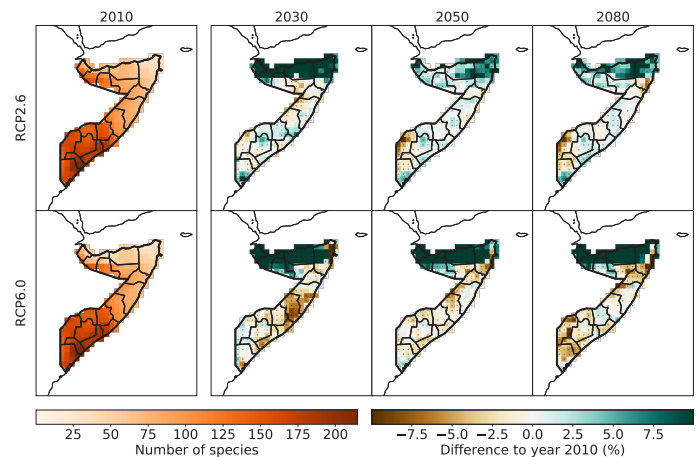 2010 2030 2050 2080
RCP2.6
RCP6.0
25 50 75 100 125 150 175 200
Number of species
−7.5 −5.0 −2.5 0.0 2.5 5.0 7.5
Difference to year 2010 (%)